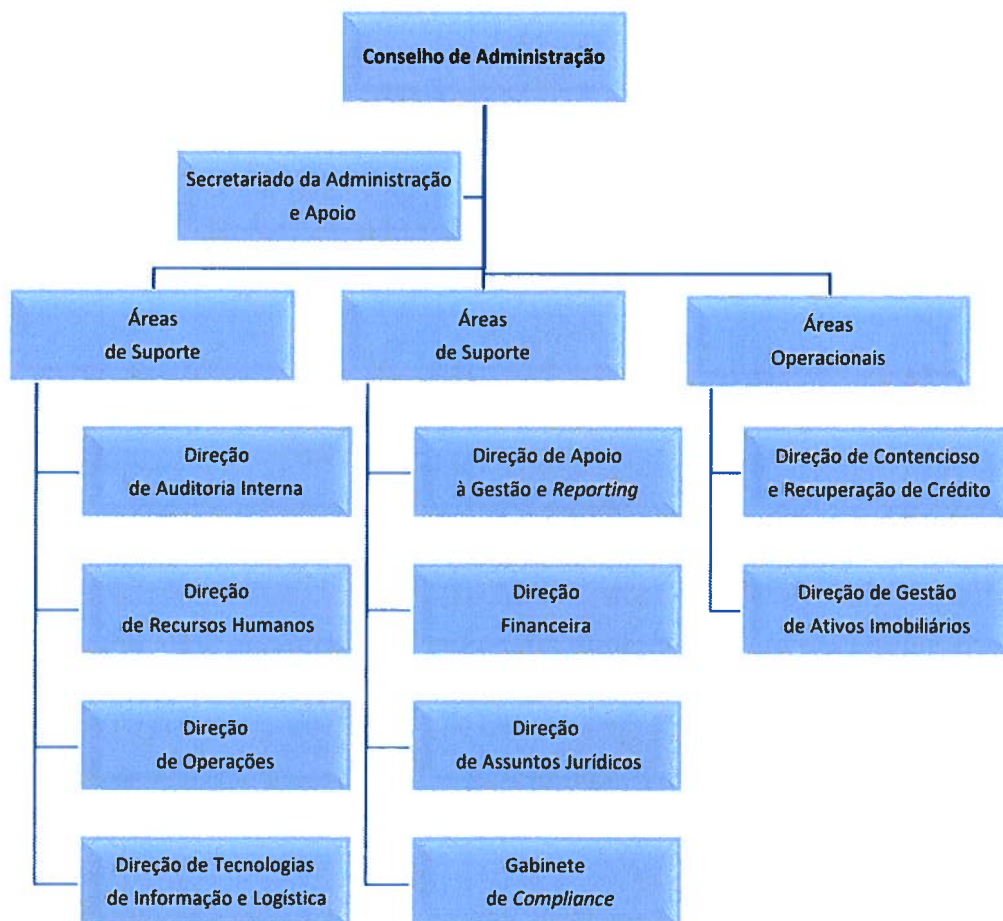 Conselho de Administração
Secretariado da Administração
e Apoio
Áreas
de Suporte
Áreas
de Suporte
Áreas
Operacionais
Direção
de Auditoria Interna
Direção de Apoio
à Gestão e Reporting
Direção de Contencioso
e Recuperação de Crédito
Direção
de Recursos Humanos
Direção
Financeira
Direção de Gestão
de Ativos Imobiliários
Direção
de Operações
Direção
de Assuntos Jurídicos
Direção de Tecnologias
de Informação e Logística
Gabinete
de Compliance